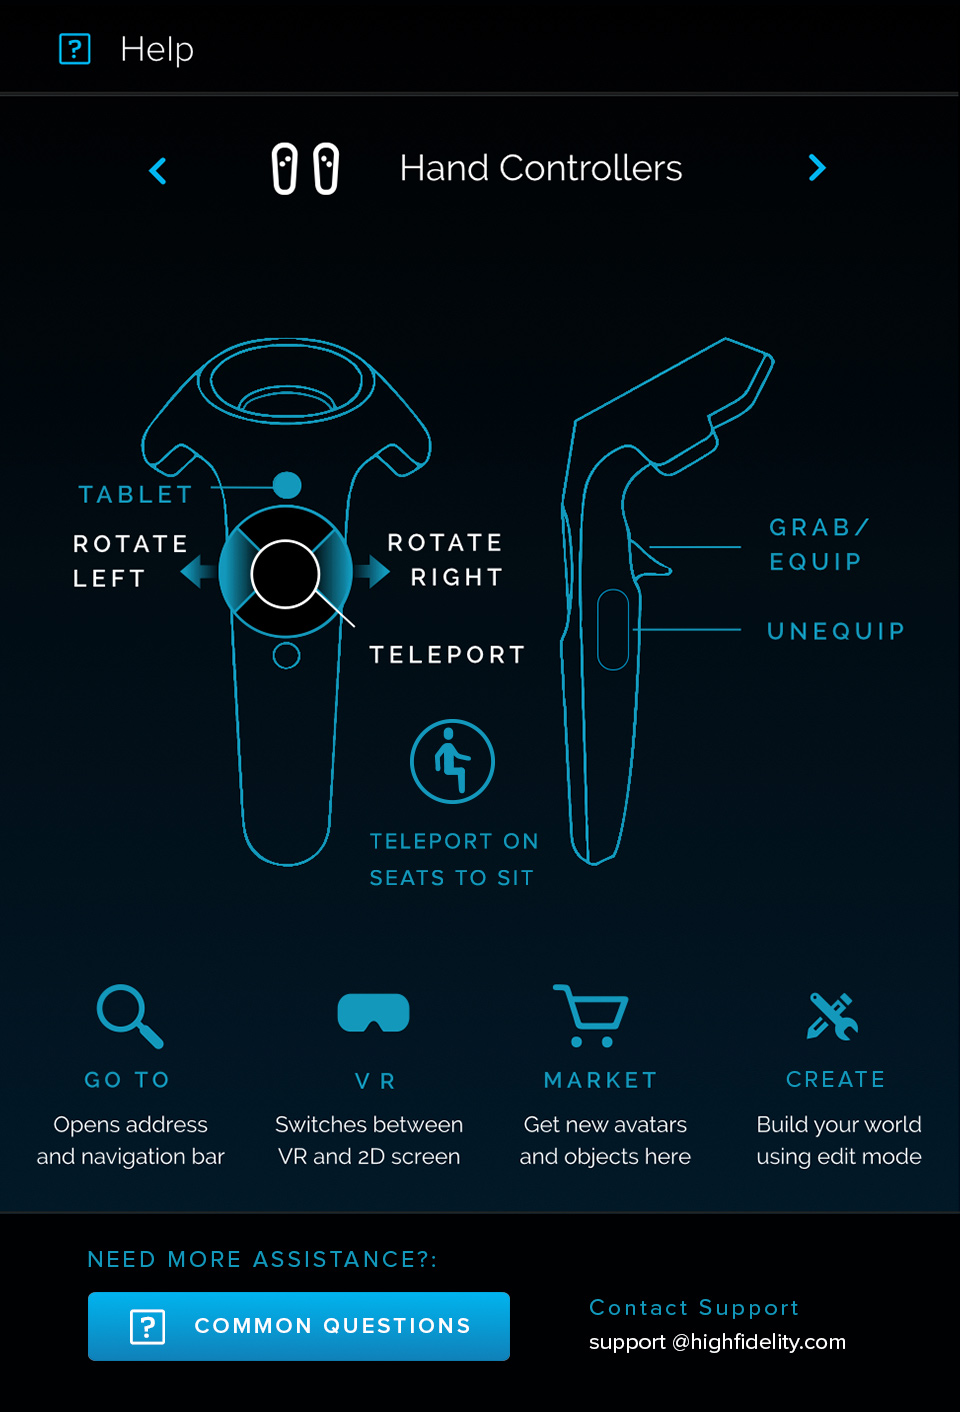 Help
Hand Controllers
TABLET
ROTATE
LEFT
ROTATE
RIGHT
TELEPORT
GRAB/
EQUIP
UNEQUIP
TELEPORT ON
SEATS TO SIT
GO TO
Opens address
and navigation bar
VR
Switches between
VR and 2D screen
MARKET
Get new avatars
and objects here
CREATE
Build your world
using edit mode
NEED MORE ASSISTANCE?:
COMMON QUESTIONS
Contact Support
support @highfidelity.com